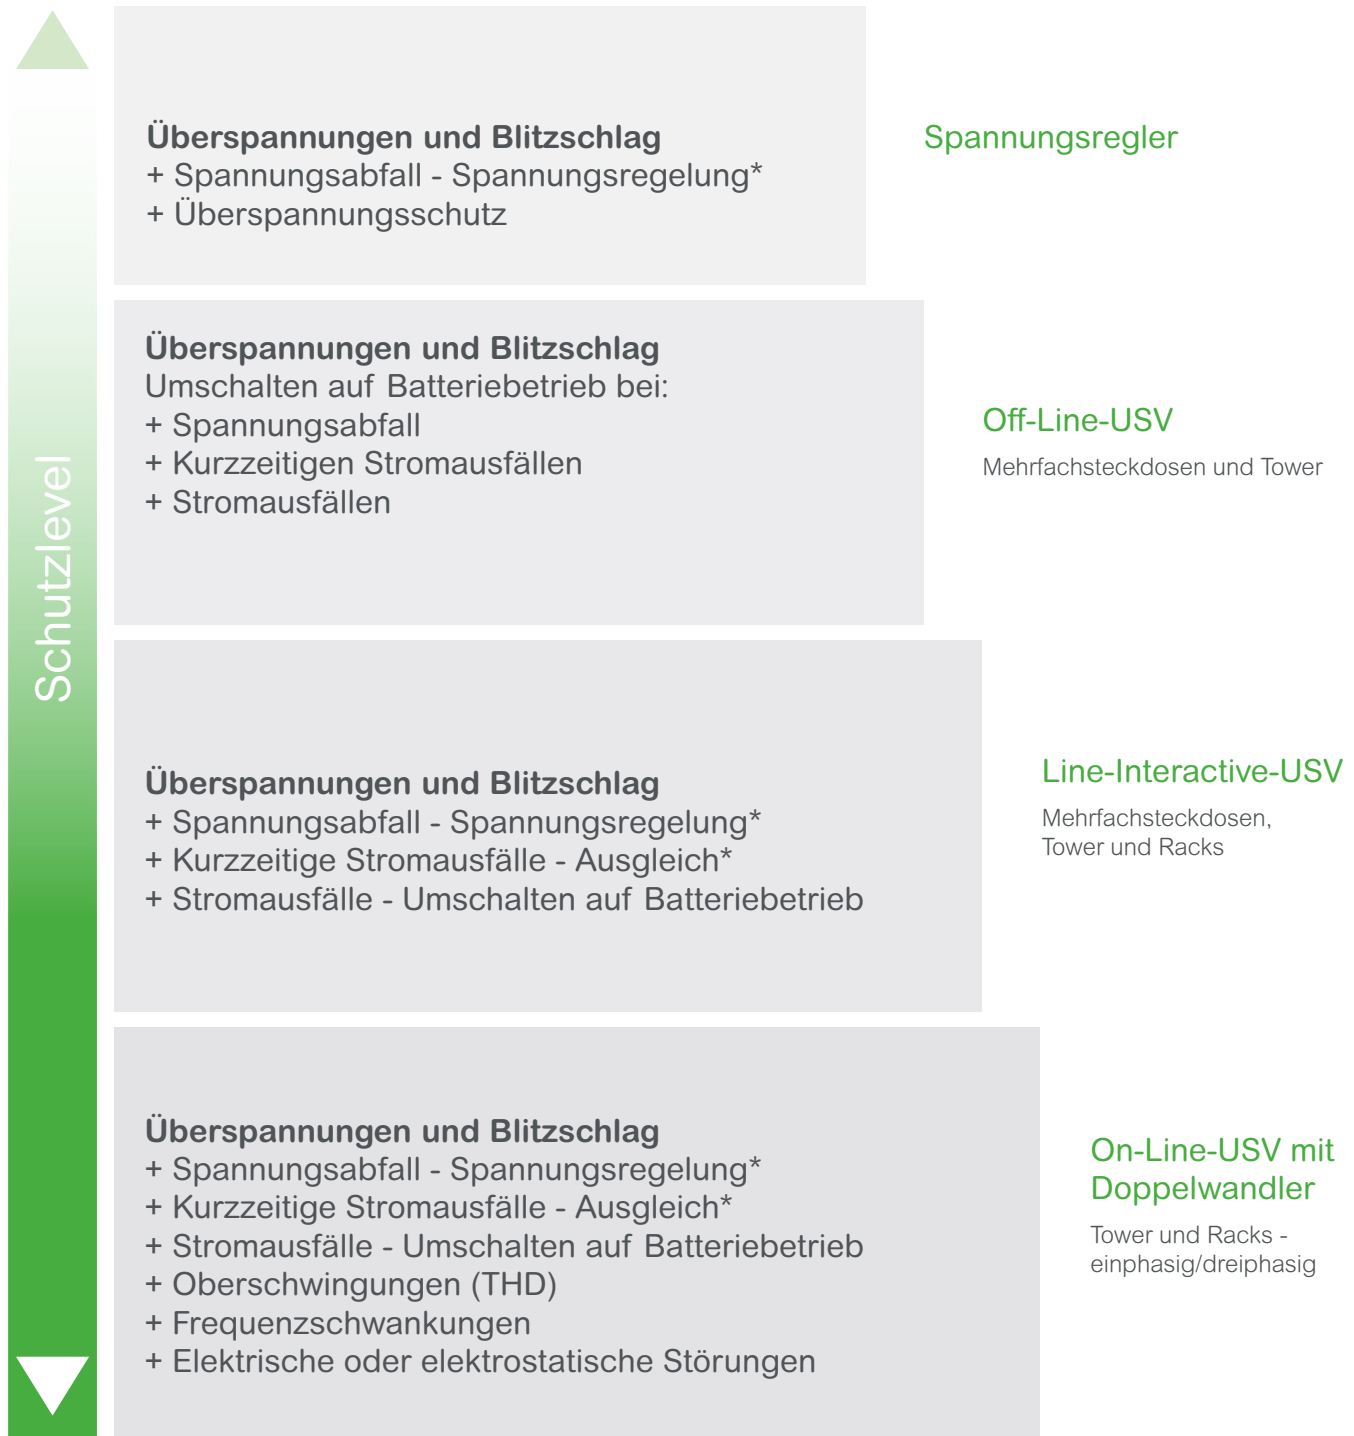 Schutzlevel
Überspannungen und Blitzschlag
+ Spannungsabfall - Spannungsregelung*
+ Überspannungsschutz
Spannungsregler
Überspannungen und Blitzschlag
Umschalten auf Batteriebetrieb bei:
+ Spannungsabfall
+ Kurzzeitigen Stromausfällen
+ Stromausfällen
Off-Line-USV
Mehrfachsteckdosen und Tower
Überspannungen und Blitzschlag
+ Spannungsabfall - Spannungsregelung*
+ Kurzzeitige Stromausfälle - Ausgleich*
+ Stromausfälle - Umschalten auf Batteriebetrieb
Line-Interactive-USV
Mehrfachsteckdosen,
Tower und Racks
Überspannungen und Blitzschlag
+ Spannungsabfall - Spannungsregelung*
+ Kurzzeitige Stromausfälle - Ausgleich*
+ Stromausfälle - Umschalten auf Batteriebetrieb
+ Oberschwingungen (THD)
+ Frequenzschwankungen
+ Elektrische oder elektrostatische Störungen
On-Line-USV mit
Doppelwandler
Tower und Racks -
einphasig/dreiphasig